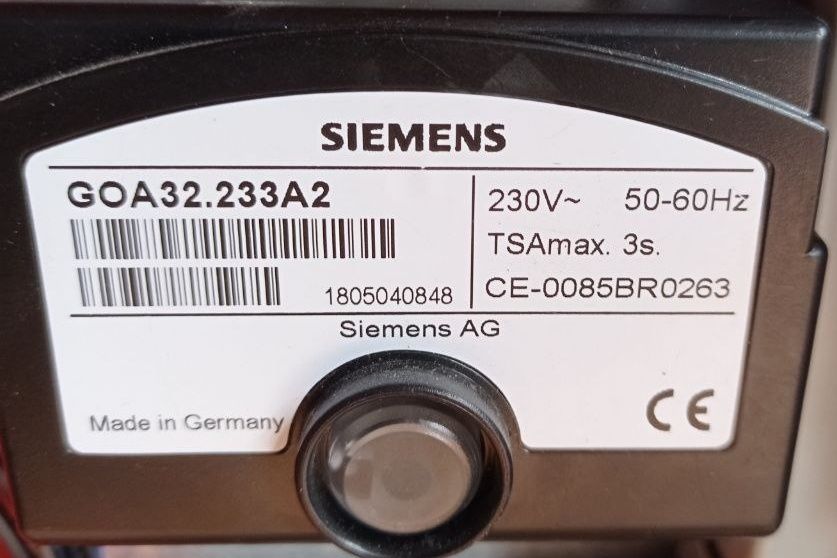 SIEMENS
GOA32.233A2
1805040848
230V~ 50-60Hz
TSAmax. 3s.
CE-0085BR0263
Siemens AG
Made in Germany
CE